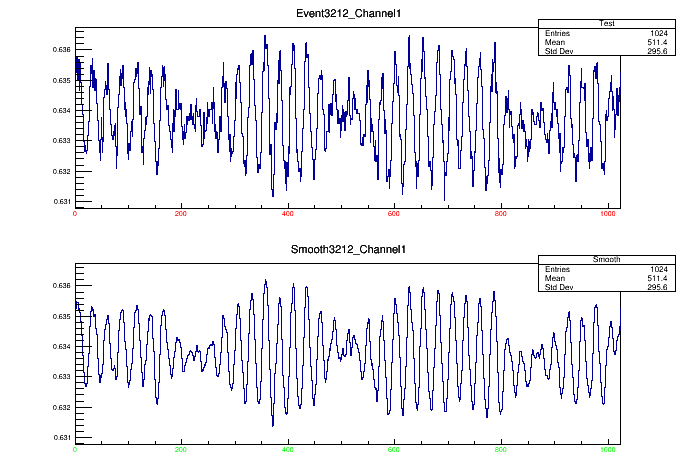 Event3212_Channel1
Test
Entries 1024
Mean 511.4
Std Dev 295.6
0.636
0.635
0.634
0.633
0.632
0.631
0 200 400 600 800 1000
Smooth3212_Channel1
Smooth
Entries 1024
Mean 511.4
Std Dev 295.6
0.636
0.635
0.634
0.633
0.632
0.631
0 200 400 600 800 1000